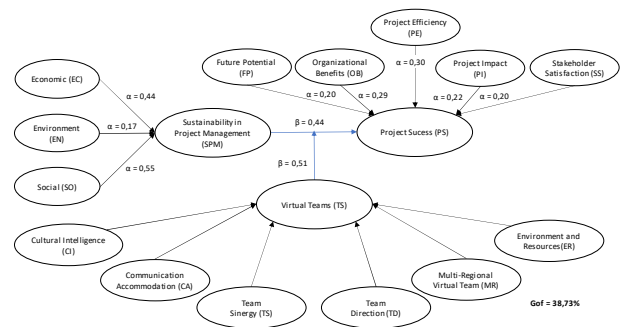 Project Efficiency
(PE)
Future Potential
(FP)
Organizational
Benefits (OB)
α = 0,30
Project Impact
(PI)
Stakeholder
Satisfaction (SS)
Economic (EC)
α = 0,44
α = 0,20
α = 0,29
α = 0,22
α = 0,20
Environment
(EN)
α = 0,17
Sustainability in
Project Management
(SPM)
β = 0,44
Project Sucess (PS)
Social (SO)
α = 0,55
β = 0,51
Virtual Teams (TS)
Cultural Intelligence
(CI)
Communication
Accommodation (CA)
Team
Sinergy (TS)
Team
Direction (TD)
Multi-Regional
Virtual Team (MR)
Environment and
Resources(ER)
Gof = 38,73%